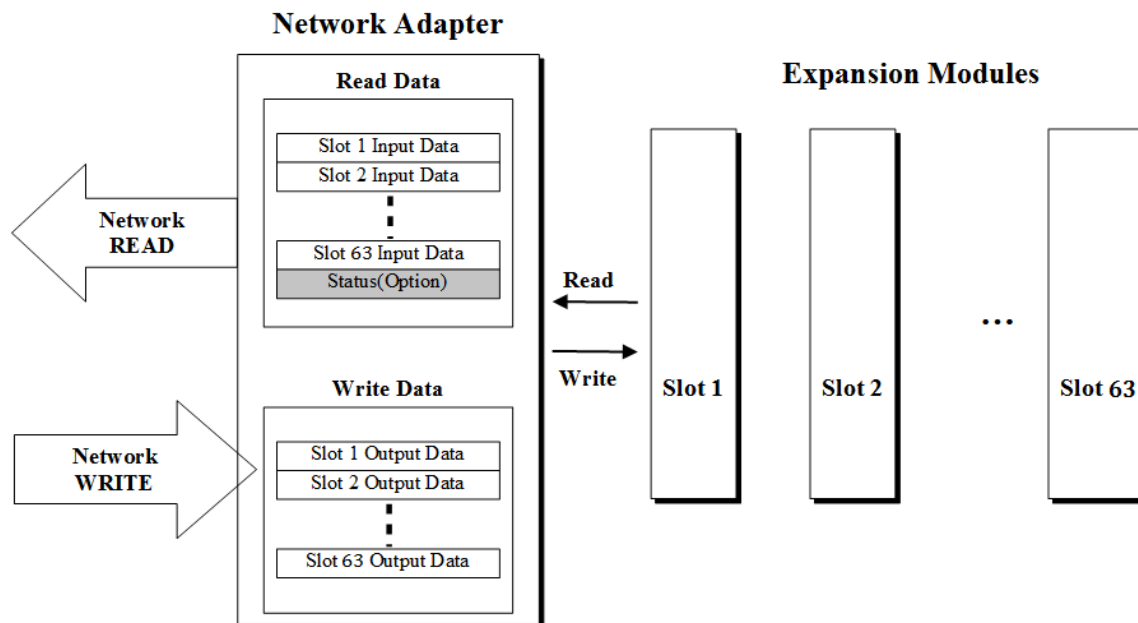 Network Adapter
Read Data
Slot 1 Input Data
Slot 2 Input Data
Slot 63 Input Data
Status(Option)
Network
READ
Write Data
Slot 1 Output Data
Slot 2 Output Data
Slot 63 Output Data
Network
WRITE
Read
Write
Expansion Modules
Slot 1
Slot 2
...
Slot 63